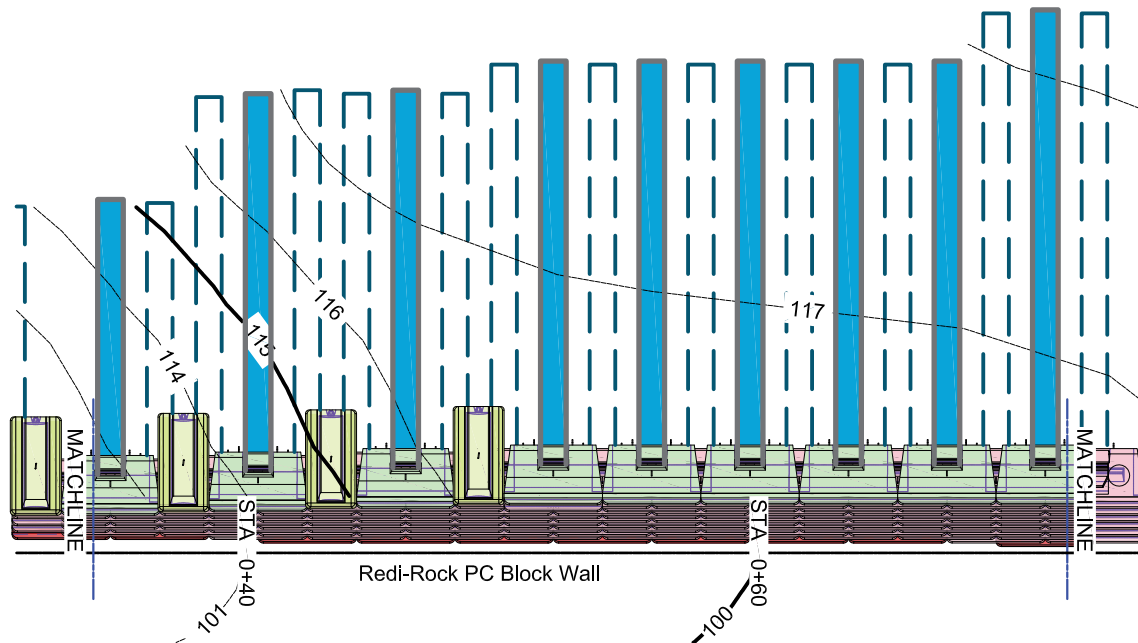 117
116
115
114
MATCHLINE
MATCHLINE
STA 0+40
STA 0+60
Redi-Rock PC Block Wall
101
100